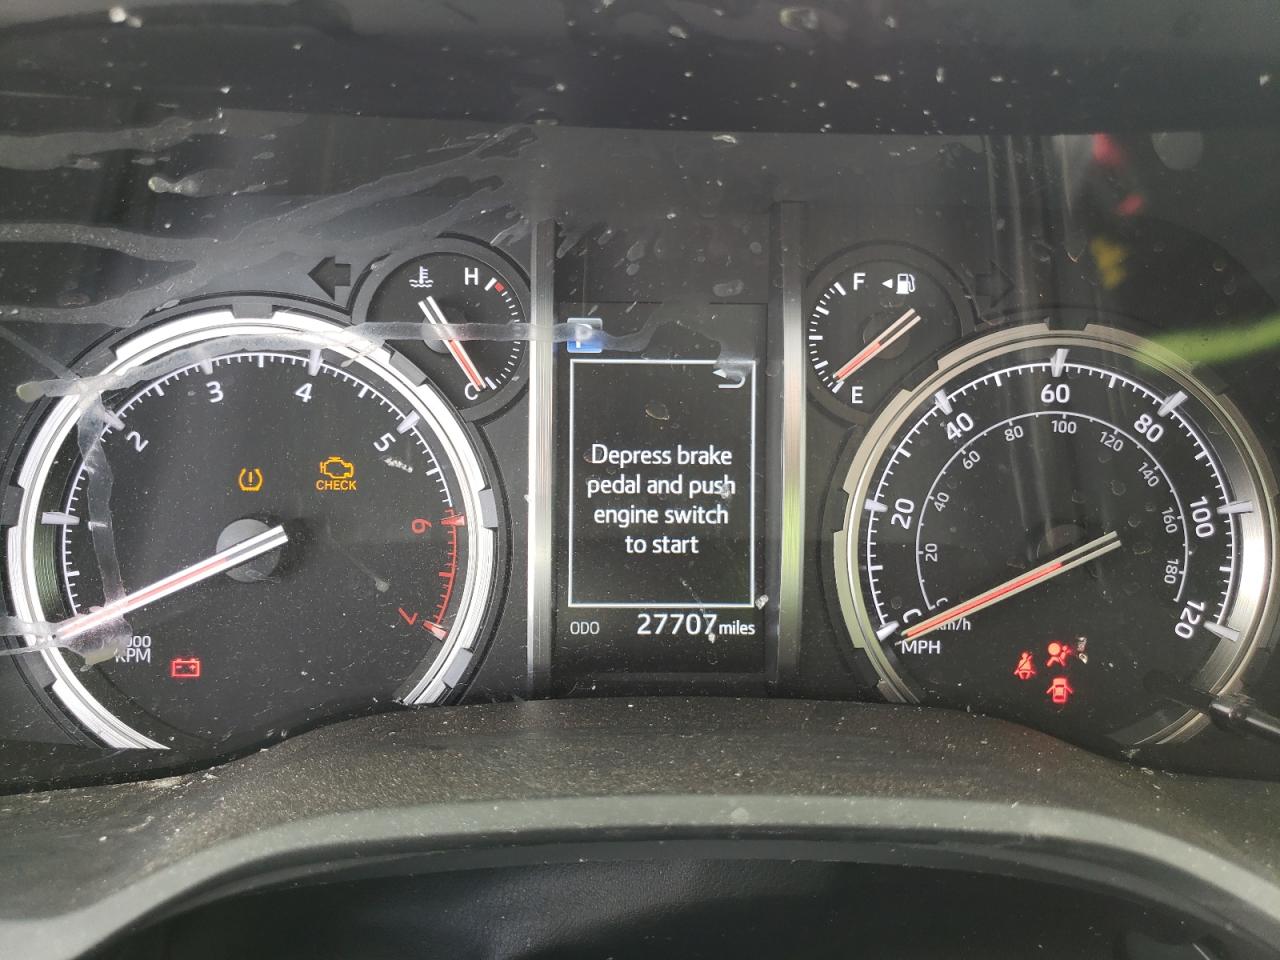 H
C
F
E
P
Depress brake
pedal and push
engine switch
to start
ODO 27707 miles
2
3
4
5
6
7
CHECK
RPM
20
40
60
80
100
120
20
40
60
80
100
120
140
160
180
km/h
MPH